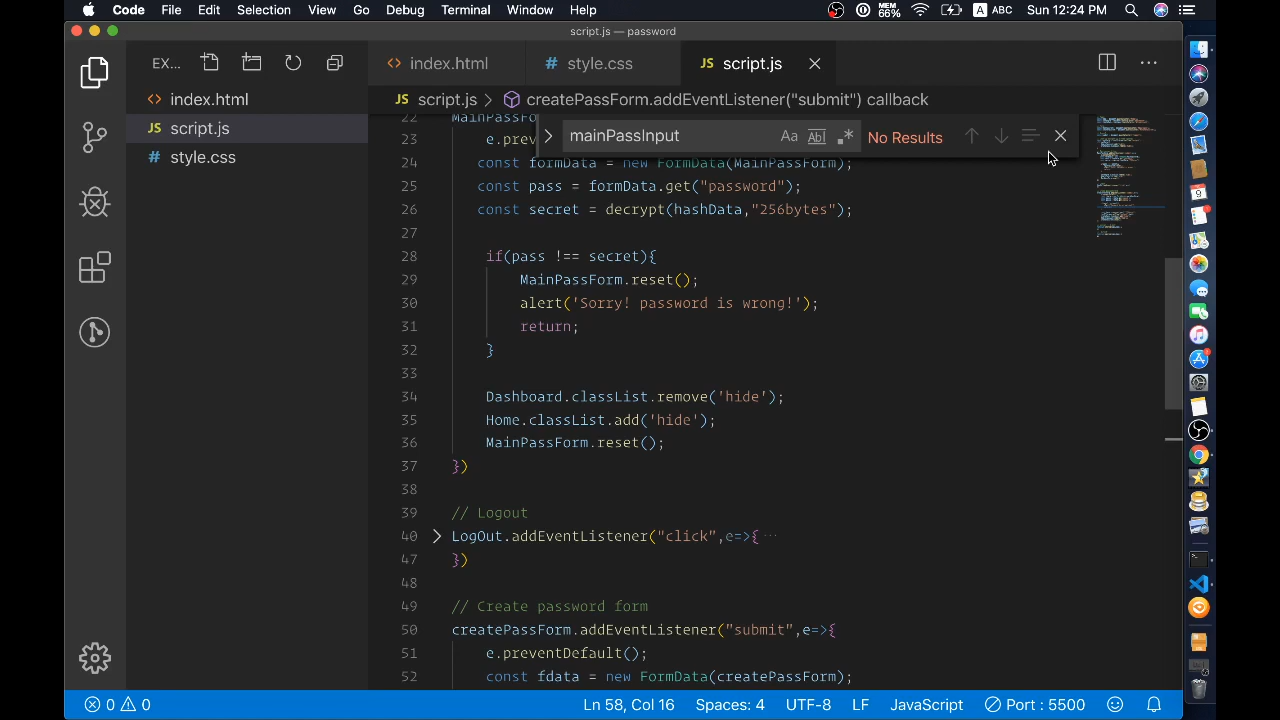 Code File Edit Selection View Go Debug Terminal Window Help MEM 66% A ABC Sun 12:24 PM
script.js — password
EX... <> index.html # style.css JS script.js
<> index.html
JS script.js
# style.css
JS script.js > createPassForm.addEventListener("submit") callback
mainPassInput Aa Abl .* No Results
22 MainPassFo
e.prev
24 const formData = new FormData(MainPassForm);
25 const pass = formData.get("password");
26 const secret = decrypt(hashData,"256bytes");
27
28 if(pass !== secret){
29 MainPassForm.reset();
30 alert('Sorry! password is wrong!');
31 return;
32 }
33
34 Dashboard.classList.remove('hide');
35 Home.classList.add('hide');
36 MainPassForm.reset();
37 })
38
39 // Logout
40 LogOut.addEventListener("click",e=>{ ...
47 })
48
49 // Create password form
50 createPassForm.addEventListener("submit",e=>{
51 e.preventDefault();
52 const fdata = new FormData(createPassForm);
0 0 Ln 58, Col 16 Spaces: 4 UTF-8 LF JavaScript Port : 5500